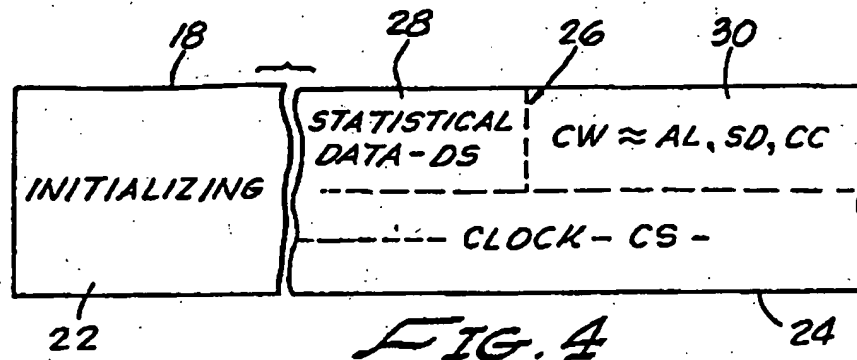 18
28
26
30
INITIALIZING
STATISTICAL
DATA-DS
CW ≈ AL, SD, CC
CLOCK - CS -
22
FIG. 4
24